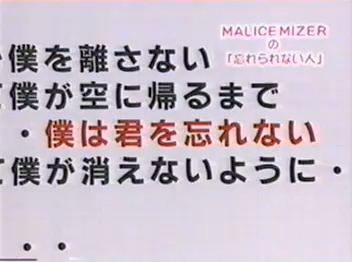 MALICE MIZER
の
「忘れられない人」
僕を離さない
僕が空に帰るまで
・僕は君を忘れない
て僕が消えないように・
・・